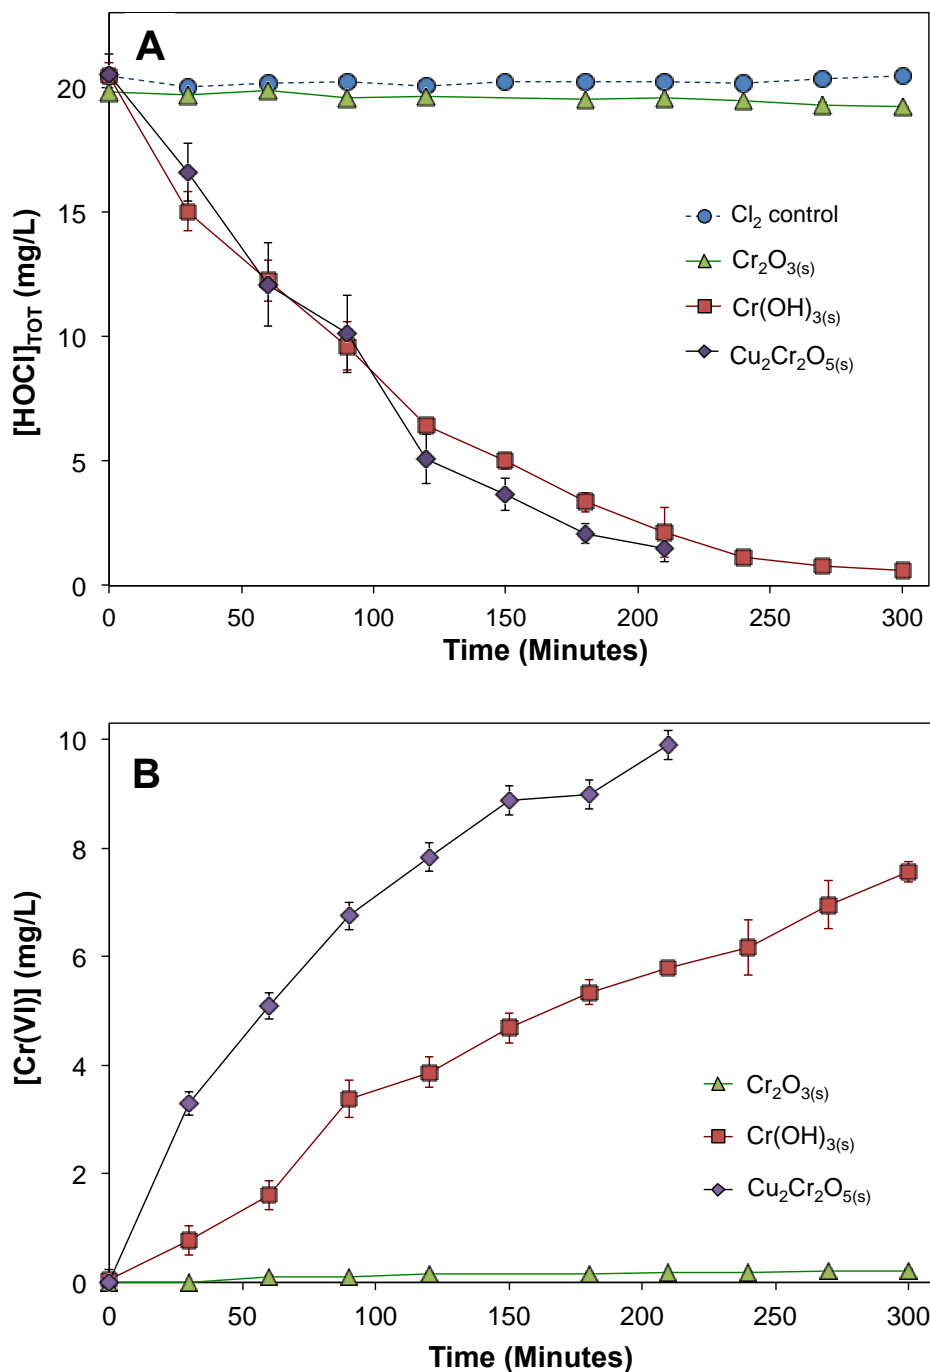 A
20
15
10
5
0
[HOCl]TOT (mg/L)
Cl2 control
Cr2O3(s)
Cr(OH)3(s)
Cu2Cr2O5(s)
0 50 100 150 200 250 300
Time (Minutes)
B
10
8
6
4
2
0
[Cr(VI)] (mg/L)
Cr2O3(s)
Cr(OH)3(s)
Cu2Cr2O5(s)
0 50 100 150 200 250 300
Time (Minutes)